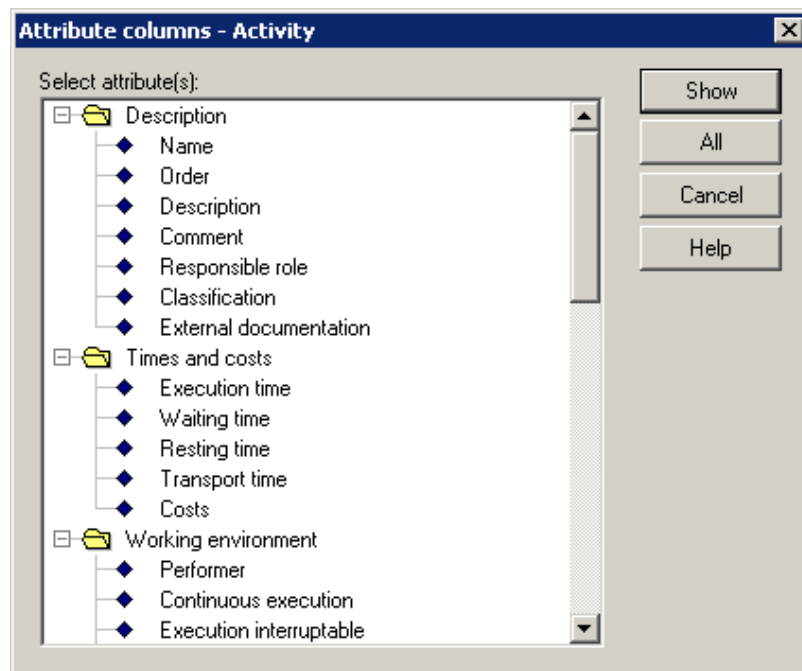 Attribute columns - Activity
Select attribute(s):
Description
Name
Order
Description
Comment
Responsible role
Classification
External documentation
Times and costs
Execution time
Waiting time
Resting time
Transport time
Costs
Working environment
Performer
Continuous execution
Execution interruptable
Show
All
Cancel
Help